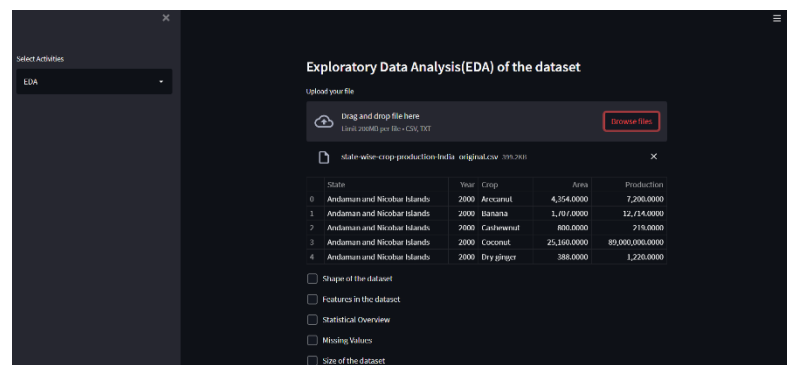 Select Activities
EDA
Exploratory Data Analysis(EDA) of the dataset
Upload your file
Drag and drop file here
Limit 200MB per file • CSV, TXT
Browse files
state-wise-crop-production-India original.csv 395.2KB
State Year Crop Area Production
0 Andaman and Nicobar Islands 2000 Arecanut 4,354.0000 7,200.0000
1 Andaman and Nicobar Islands 2000 Banana 1,707.0000 12,714.0000
2 Andaman and Nicobar Islands 2000 Cashewnut 800.0000 219.0000
3 Andaman and Nicobar Islands 2000 Coconut 25,160.0000 89,000,000.0000
4 Andaman and Nicobar Islands 2000 Dry ginger 388.0000 1,220.0000
Shape of the dataset
Features in the dataset
Statistical Overview
Missing Values
Size of the dataset